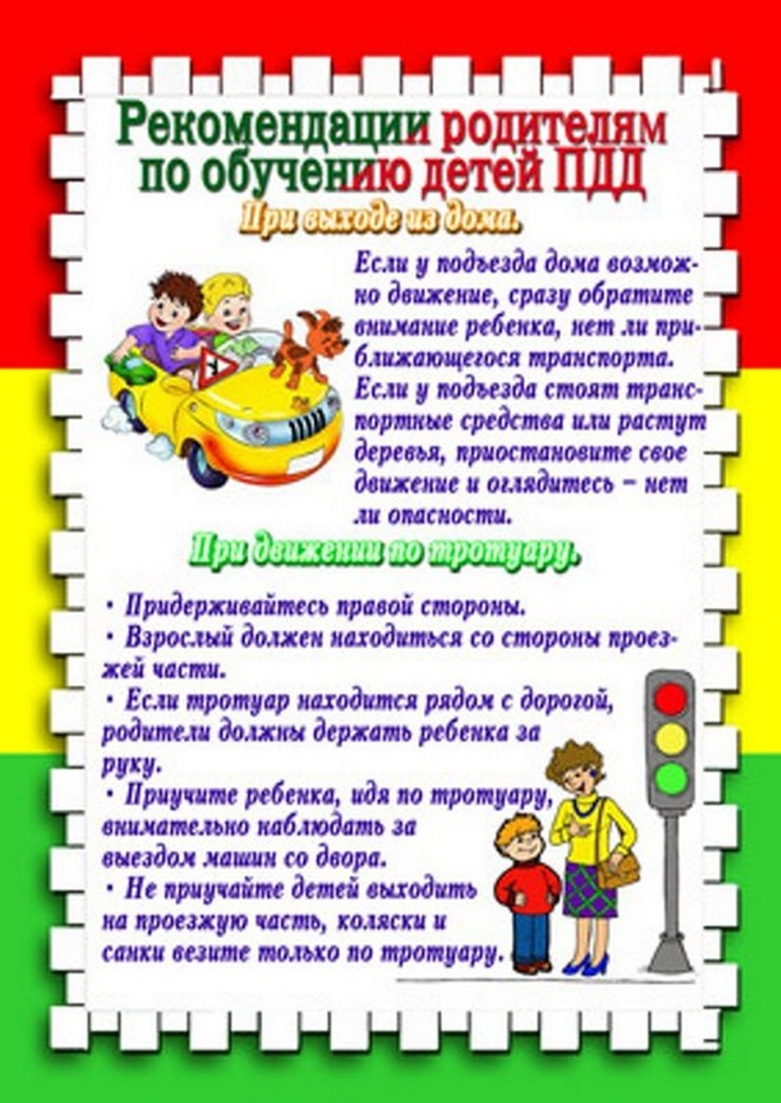 Рекомендации родителям
по обучению детей ПДД
При выходе из дома.
Если у подъезда дома возмож-
но движение, сразу обратите
внимание ребенка, нет ли при-
ближающегося транспорта.
Если у подъезда стоят транс-
портные средства или растут
деревья, приостановите свое
движение и оглядитесь – нет
ли опасности.
При движении по тротуару.
· Придерживайтесь правой стороны.
· Взрослый должен находиться со стороны проез-
жей части.
· Если тротуар находится рядом с дорогой,
родители должны держать ребенка за
руку.
· Приучите ребенка, идя по тротуару,
внимательно наблюдать за
выездом машин со двора.
· Не приучайте детей выходить
на проезжую часть, коляски и
санки везите только по тротуару.